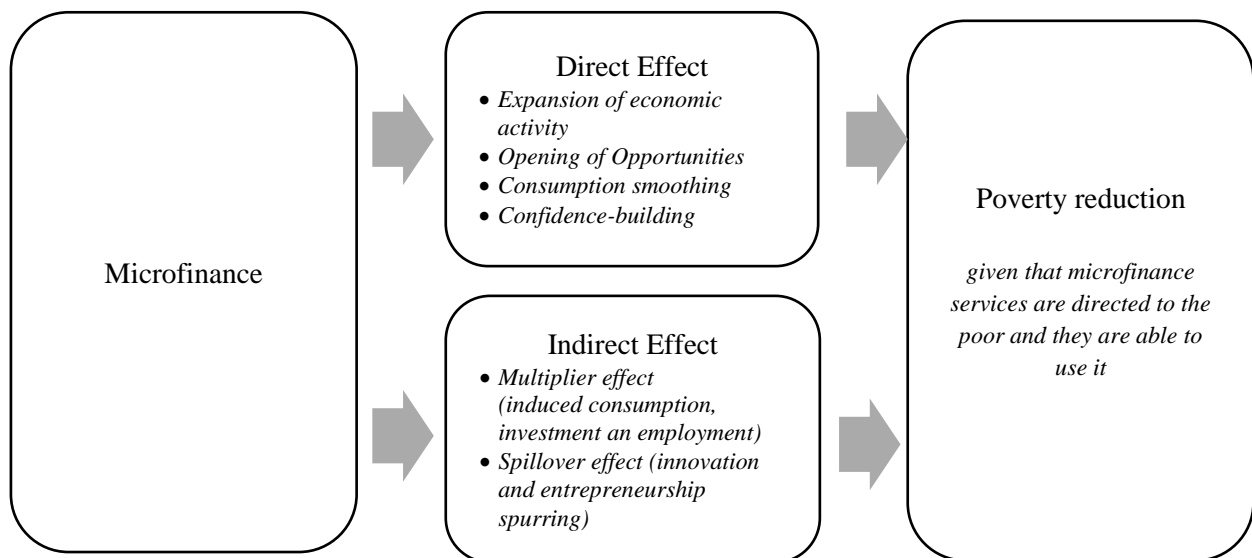 Microfinance
Direct Effect
• Expansion of economic
activity
• Opening of Opportunities
• Consumption smoothing
• Confidence-building
Indirect Effect
• Multiplier effect
(induced consumption,
investment an employment)
• Spillover effect (innovation
and entrepreneurship
spurring)
Poverty reduction
given that microfinance
services are directed to the
poor and they are able to
use it